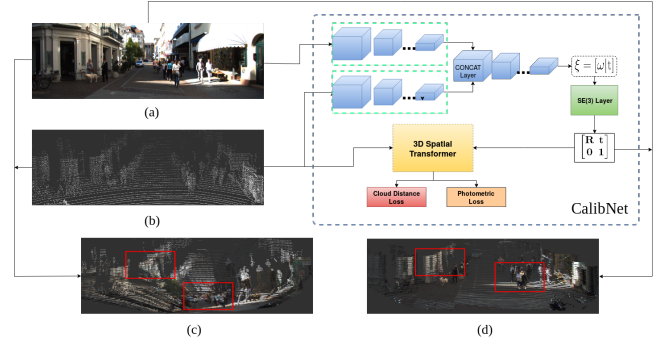 CONCAT
Layer
ξ = [ω|t]
SE(3) Layer
(a)
3D Spatial
Transformer
R t
0 1
Cloud Distance
Loss
Photometric
Loss
CalibNet
(b)
(c)
(d)